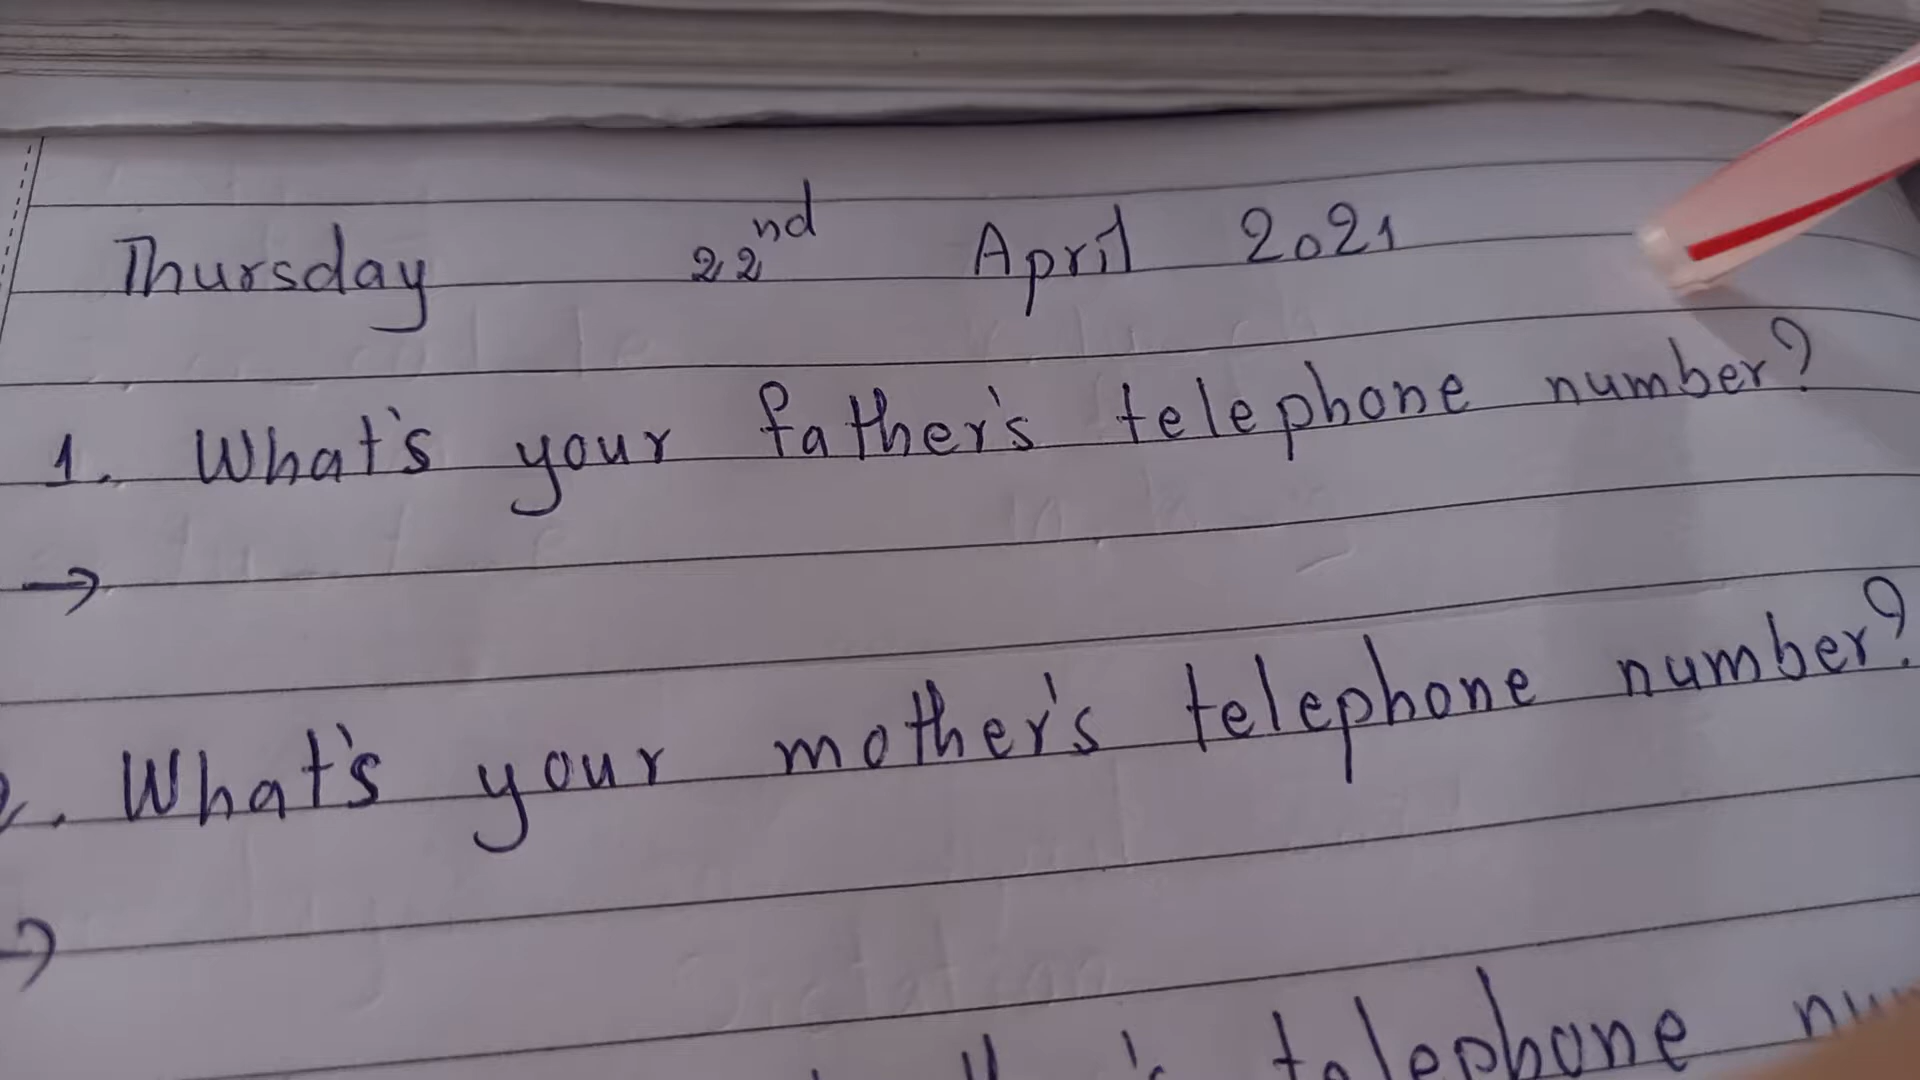 Thursday 22nd April 2021
1. What's your father's telephone number?
→
2. What's your mother's telephone number?
→
telephone